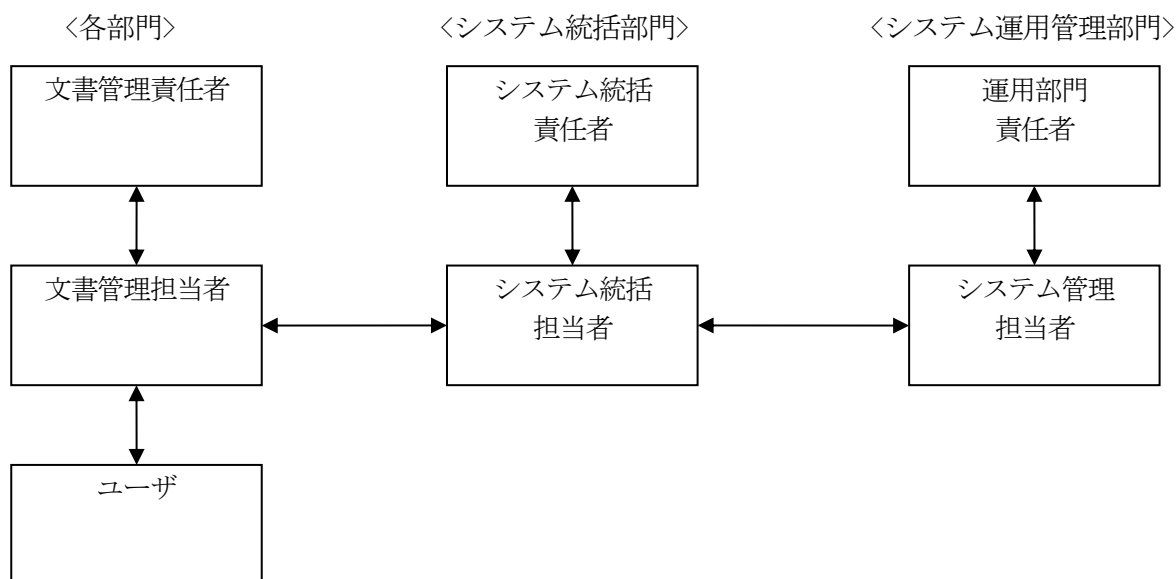 <各部門>
<システム統括部門>
<システム運用管理部門>
文書管理責任者
システム統括
責任者
運用部門
責任者
文書管理担当者
システム統括
担当者
システム管理
担当者
ユーザ